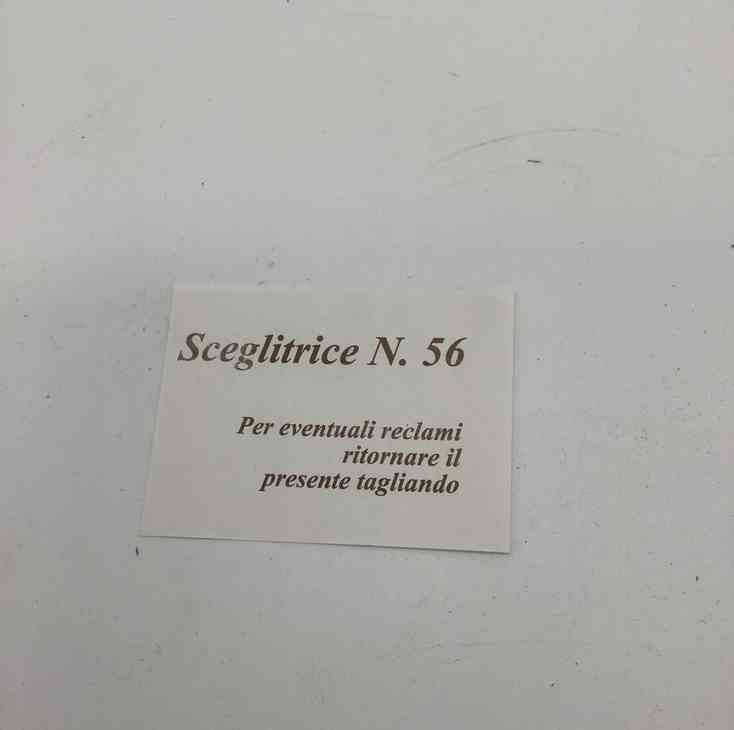 Sceglitrice N. 56
Per eventuali reclami
ritornare il
presente tagliando